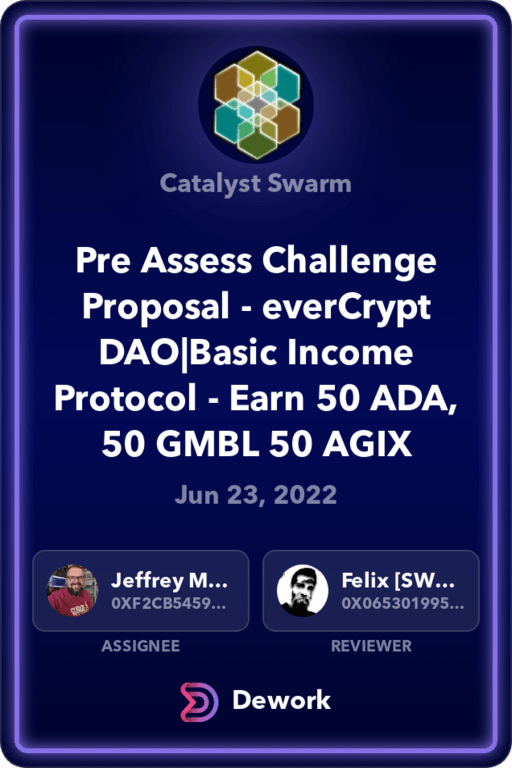 Catalyst Swarm
Pre Assess Challenge
Proposal - everCrypt
DAO|Basic Income
Protocol - Earn 50 ADA,
50 GMBL 50 AGIX
Jun 23, 2022
Jeffrey M...
0XF2CB5459...
ASSIGNEE
Felix [SW...
0X065301995...
REVIEWER
Dework